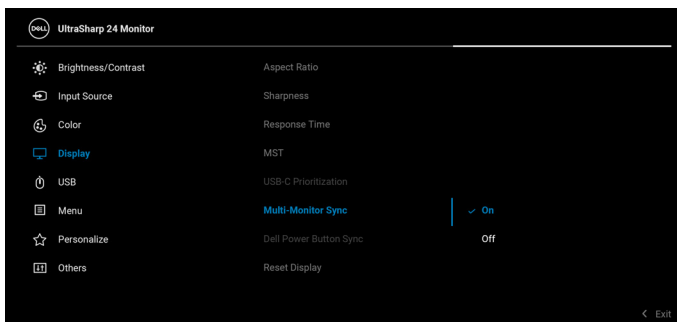 DELL UltraSharp 24 Monitor
Brightness/Contrast Aspect Ratio
Input Source Sharpness
Color Response Time
Display MST
USB USB-C Prioritization
Menu Multi-Monitor Sync On
Personalize Dell Power Button Sync Off
Others Reset Display
Exit